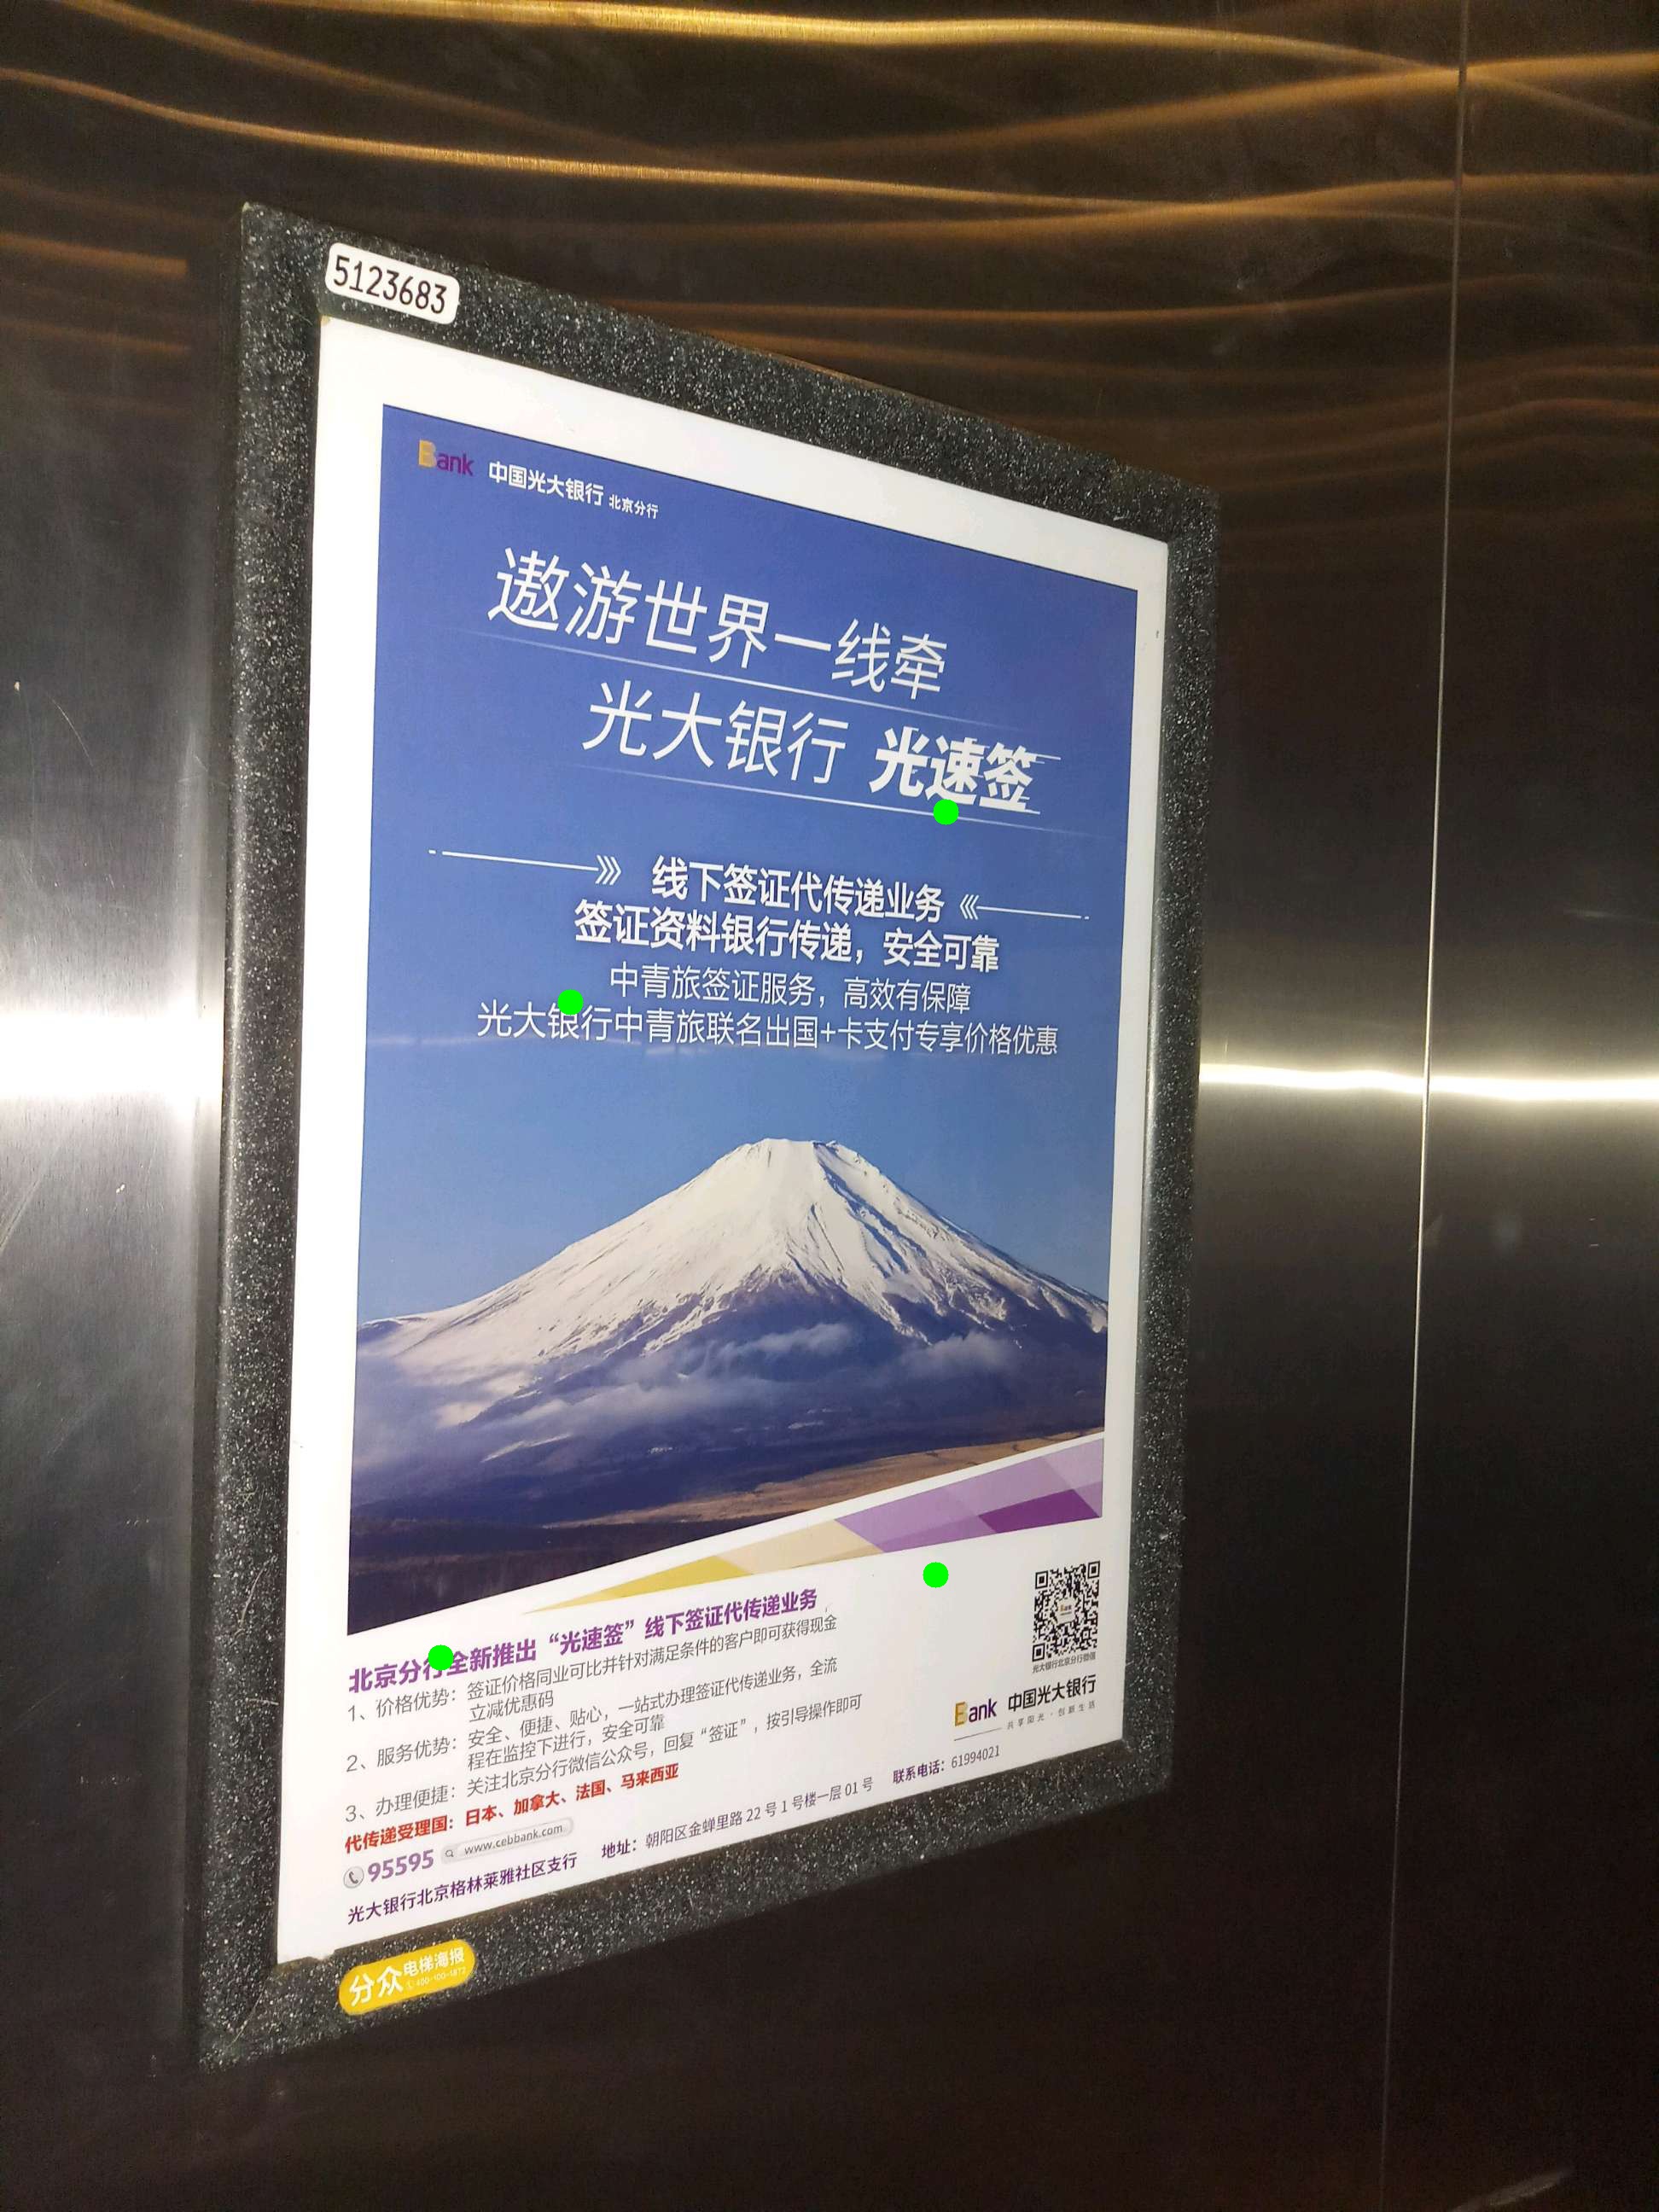 5123683
Bank 中国光大银行 北京分行
遨游世界一线牵
光大银行 光速签
线下签证代传递业务
签证资料银行传递，安全可靠
中青旅签证服务，高效有保障
光大银行中青旅联名出国+卡支付专享价格优惠
北京分行全新推出“光速签”线下签证代传递业务
1、价格优势：签证价格同业可比并针对满足条件的客户即可获得现金
立减优惠码
2、服务优势：安全、便捷、贴心，一站式办理签证代传递业务，全流
程在监控下进行，安全可靠
3、办理便捷：关注北京分行微信公众号，回复“签证”，按引导操作即可
代传递受理国：日本、加拿大、法国、马来西亚
95595 www.cebbank.com
光大银行北京格林莱雅社区支行 地址：朝阳区金蝉里路 22 号 1 号楼一层 01 号 联系电话：61994021
光大银行北京分行微信
Bank 中国光大银行
共享阳光·创新生活
分众 电梯海报